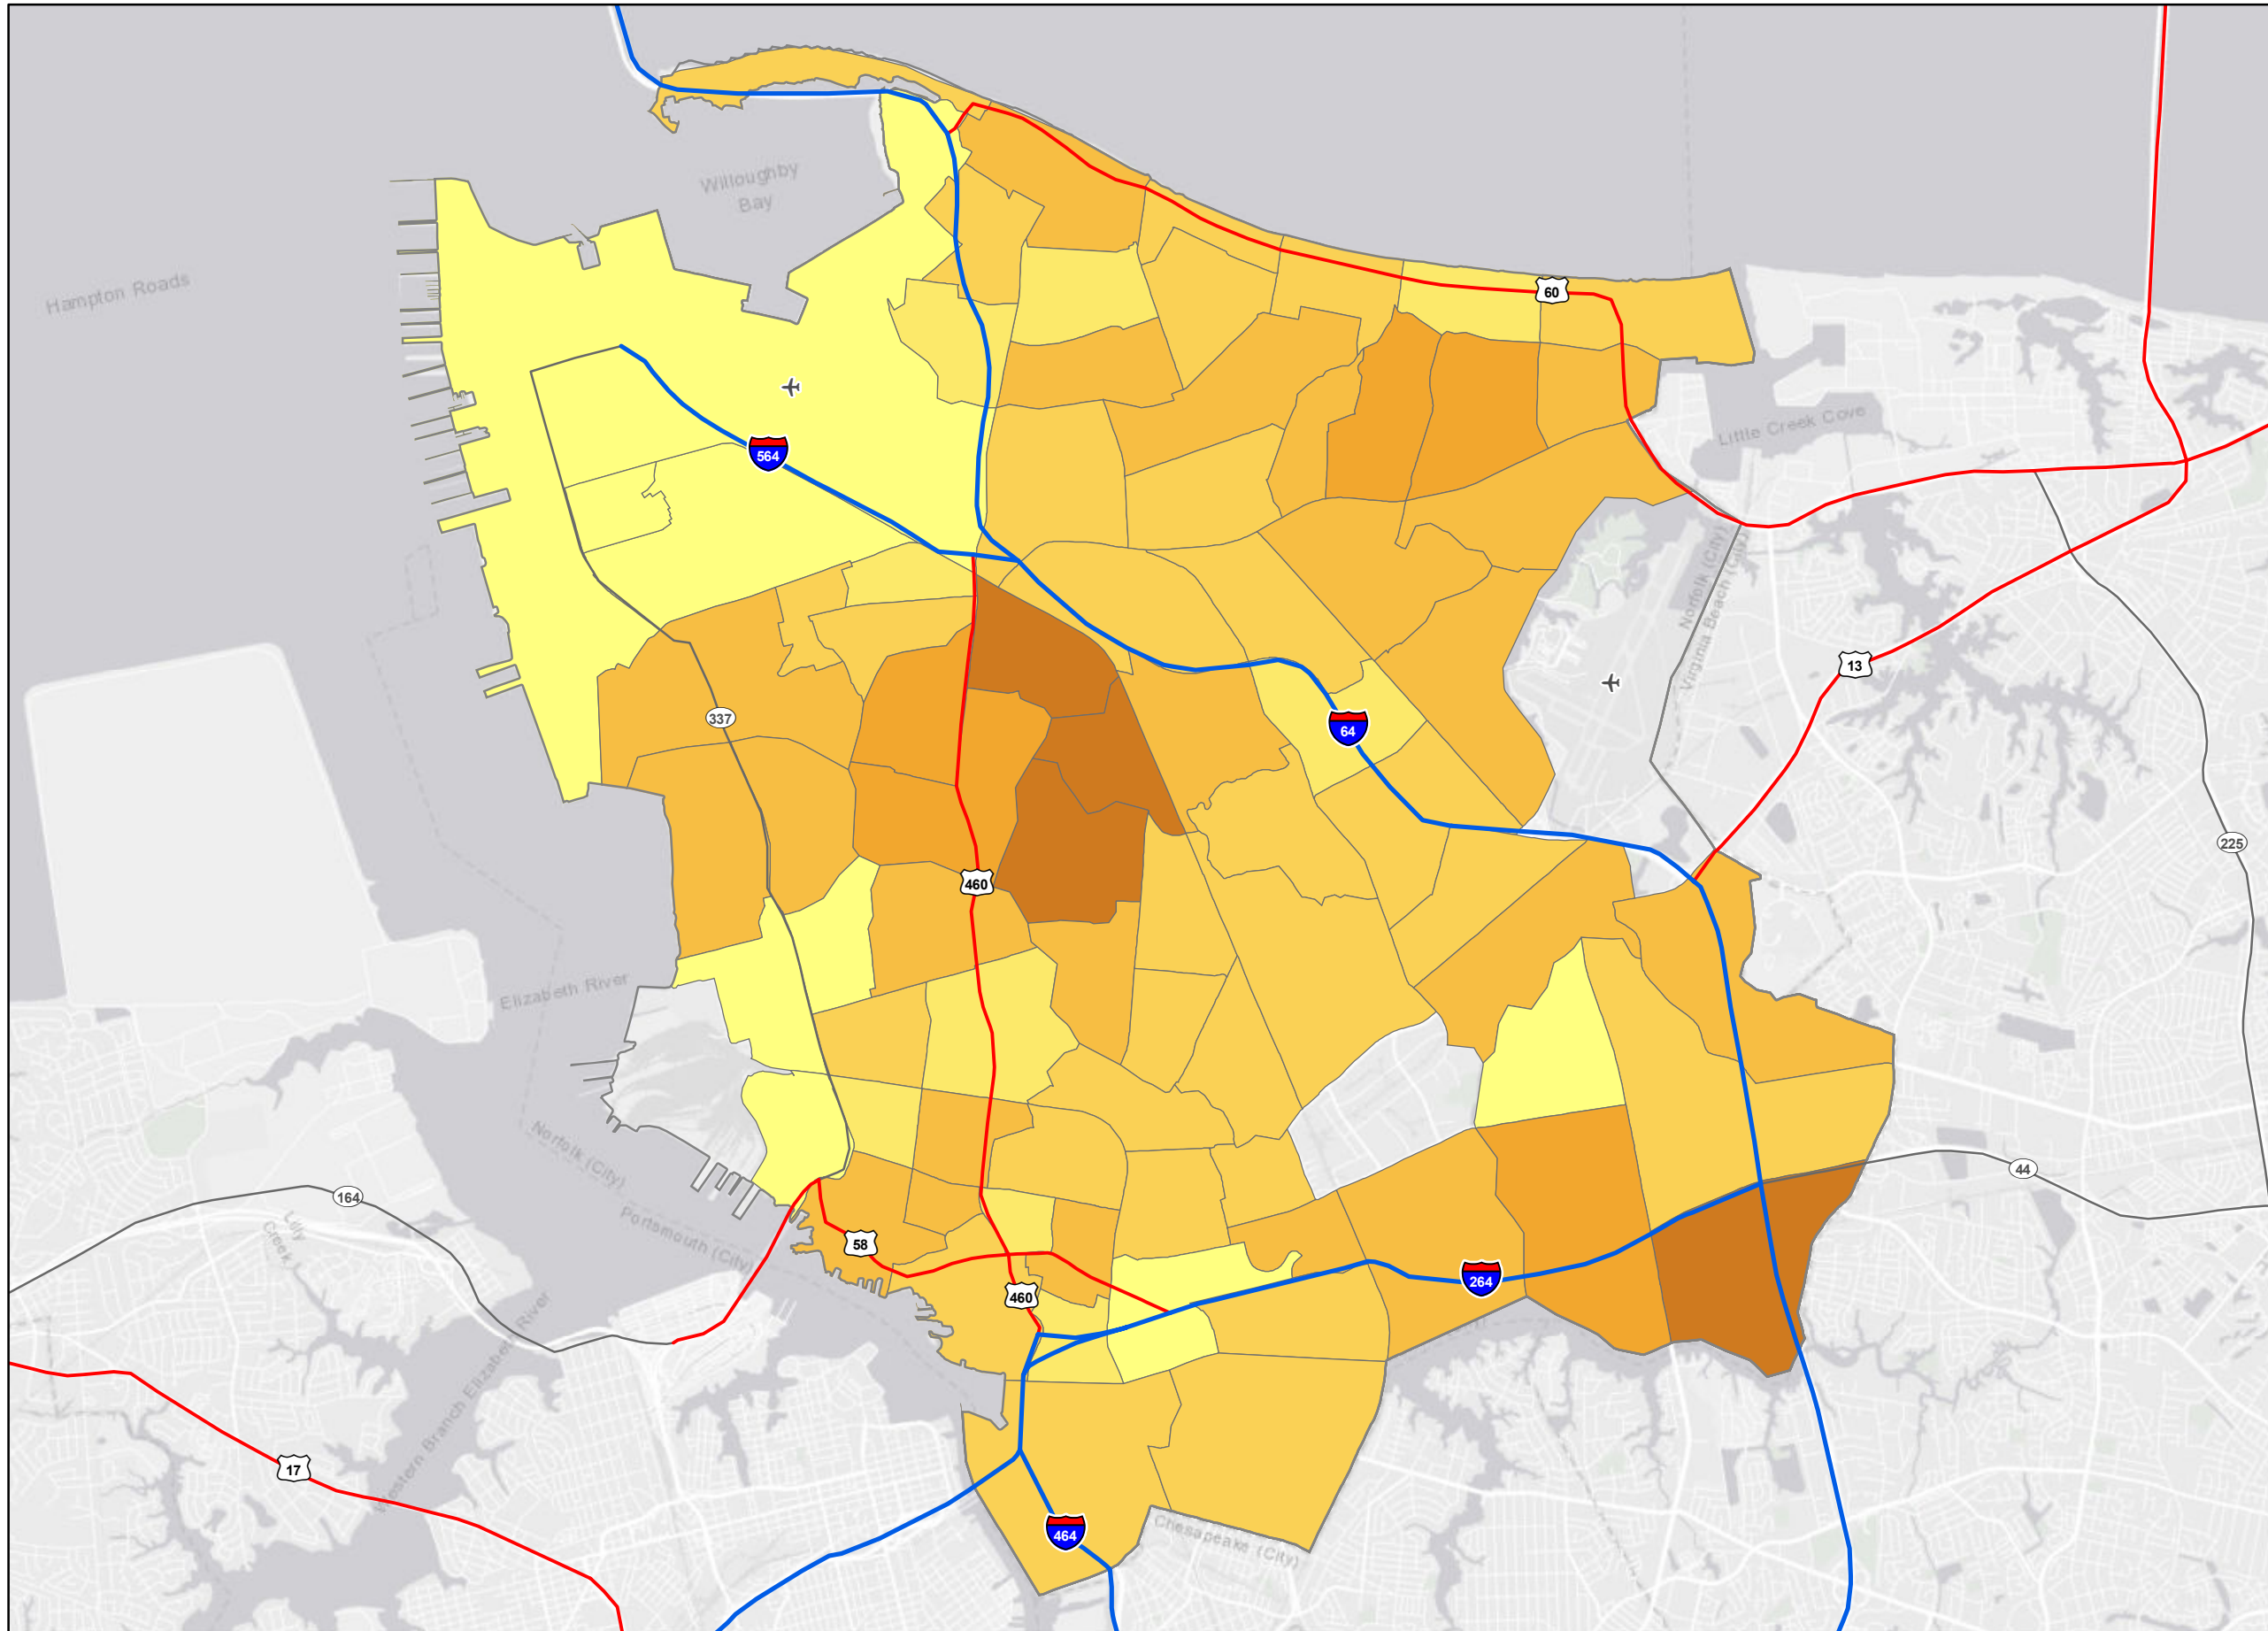 Willoughby
Bay
Hampton Roads
60
Little Creek Cove
564
Norfolk (City)
Virginia Beach (City)
13
64
337
225
460
Elizabeth River
Norfolk (City)
44
164
Lilly
Creek
Portsmouth (City)
58
264
460
Western Branch Elizabeth River
17
464
Chesapeake (City)